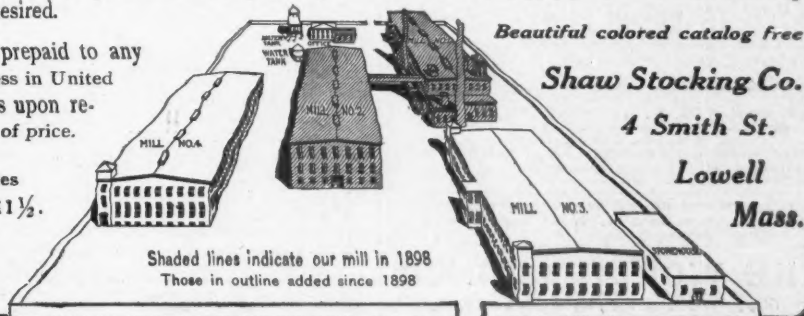 esired.
prepaid to any
ess in United
s upon re-
of price.
es
1½.
WATER
TANK
OFFICE
MILL NO.4.
MILL NO.2.
MILL NO.3.
STOREHOUSE
Shaded lines indicate our mill in 1898
Those in outline added since 1898
Beautiful colored catalog free
Shaw Stocking Co.
4 Smith St.
Lowell
Mass.